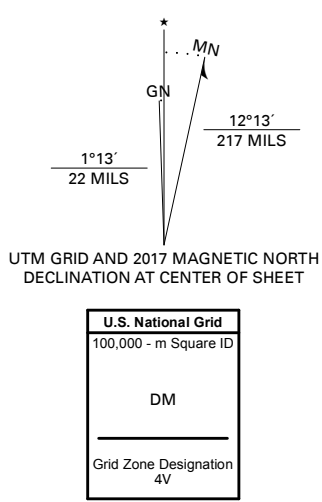 ★
MN
GN
12°13´
217 MILS
1°13´
22 MILS
UTM GRID AND 2017 MAGNETIC NORTH
DECLINATION AT CENTER OF SHEET
U.S. National Grid
100,000 - m Square ID
DM
Grid Zone Designation
4V